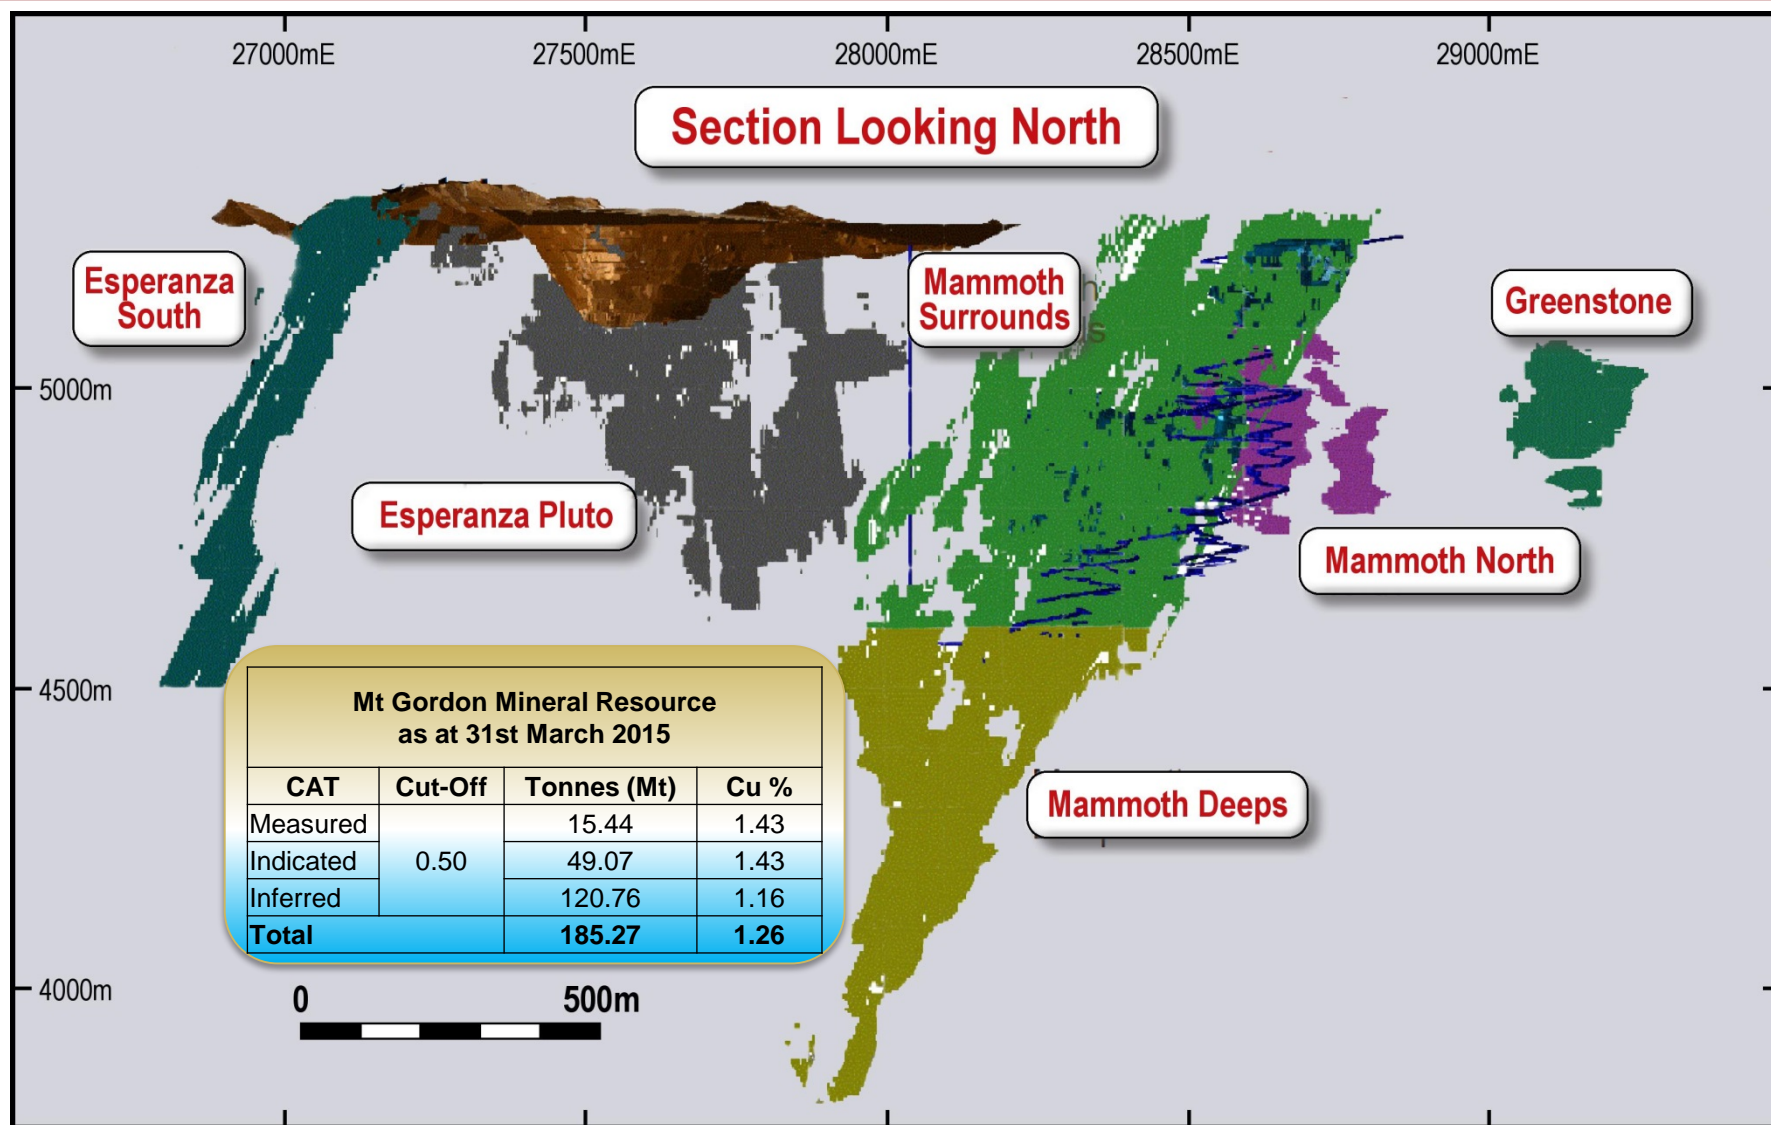 27000mE 27500mE 28000mE 28500mE 29000mE
Section Looking North
Esperanza
South
Mammoth
Surrounds
Greenstone
5000m
Esperanza Pluto
Mammoth North
4500m
Mt Gordon Mineral Resource
as at 31st March 2015
CAT Cut-Off Tonnes (Mt) Cu %
Measured 15.44 1.43
Indicated 0.50 49.07 1.43
Inferred 120.76 1.16
Total 185.27 1.26
Mammoth Deeps
4000m
0 500m